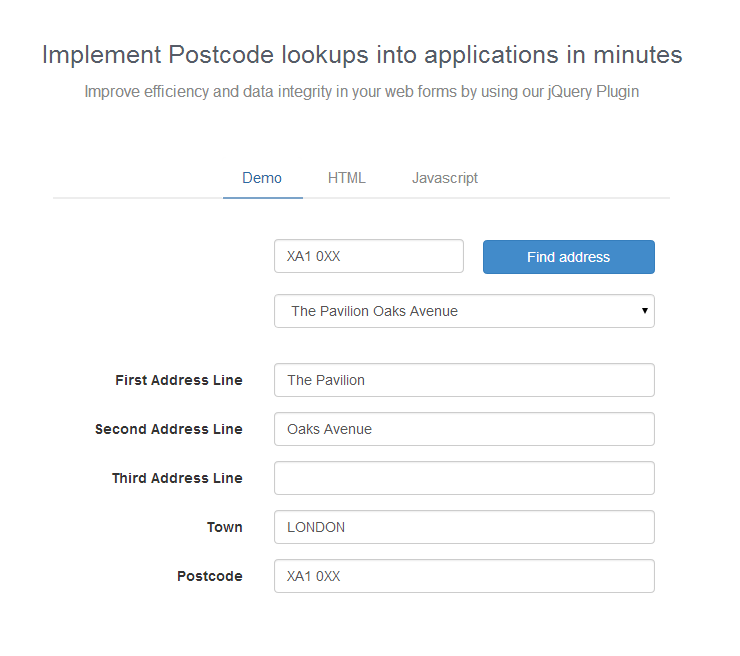 Implement Postcode lookups into applications in minutes
Improve efficiency and data integrity in your web forms by using our jQuery Plugin
Demo HTML Javascript
XA1 0XX Find address
The Pavilion Oaks Avenue
First Address Line The Pavilion
Second Address Line Oaks Avenue
Third Address Line
Town LONDON
Postcode XA1 0XX